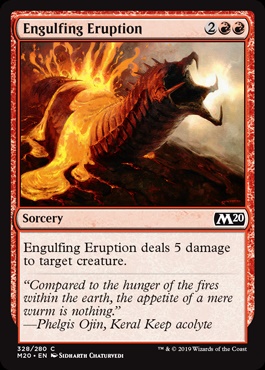 Engulfing Eruption 2
Sorcery M20
Engulfing Eruption deals 5 damage
to target creature.
“Compared to the hunger of the fires
within the earth, the appetite of a mere
wurm is nothing.”
—Phelgis Ojin, Keral Keep acolyte
328/280 C ™ & © 2019 Wizards of the Coast
M20 • EN Sidharth Chaturvedi